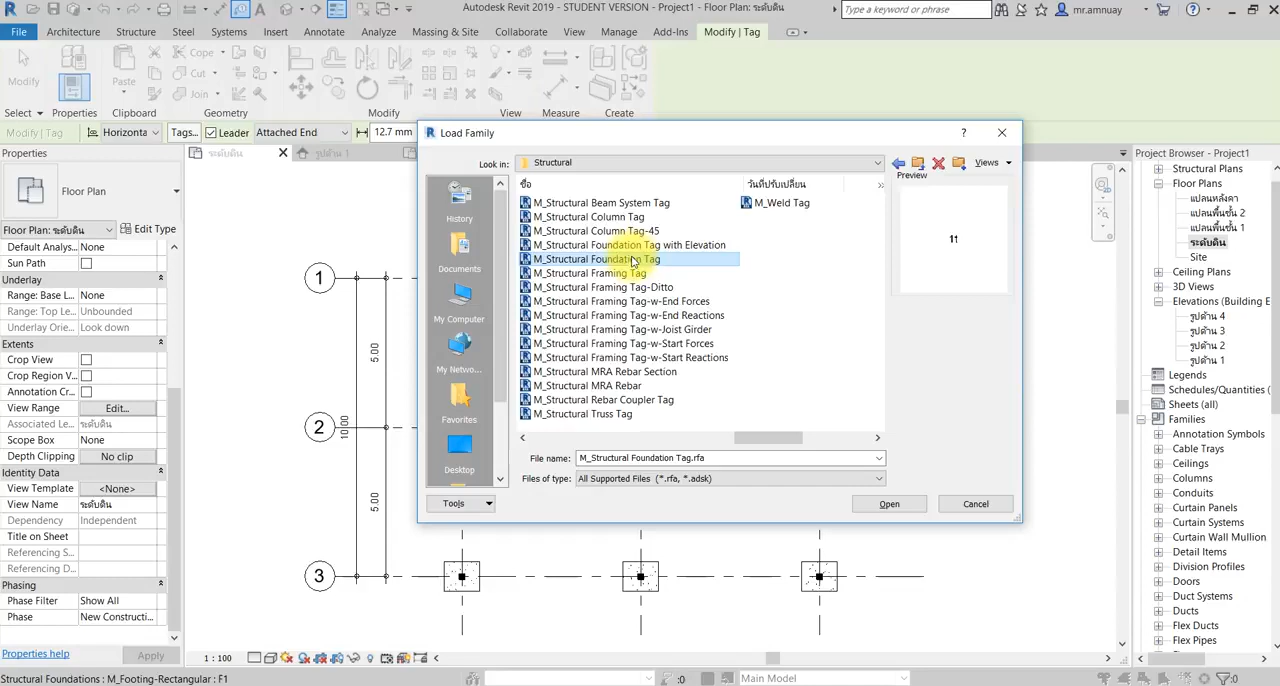 Autodesk Revit 2019 - STUDENT VERSION - Project1 - Floor Plan: ระดับดิน
Type a keyword or phrase
mr.amnuay
File Architecture Structure Steel Systems Insert Annotate Analyze Massing & Site Collaborate View Manage Add-Ins Modify | Tag
Modify
Paste
Cope
Cut
Join
Select Properties Clipboard Geometry Modify View Measure Create
Modify | Tag Horizonta Tags... Leader Attached End 12.7 mm
Properties
ระดับดิน
รูปด้าน 1
Floor Plan
Floor Plan: ระดับดิน Edit Type
Default Analys... None
Sun Path
Underlay
Range: Base L... None
Range: Top Le... Unbounded
Underlay Orie... Look down
Extents
Crop View
Crop Region V...
Annotation Cr...
View Range Edit...
Associated Le... ระดับดิน
Scope Box None
Depth Clipping No clip
Identity Data
View Template <None>
View Name ระดับดิน
Dependency Independent
Title on Sheet
Referencing S...
Referencing D...
Phasing
Phase Filter Show All
Phase New Constructi...
Properties help Apply
1
2
3
5.00
10.00
5.00
Load Family
Look in: Structural
Views
ชื่อ วันที่ปรับเปลี่ยน
M_Structural Beam System Tag
M_Structural Column Tag
M_Structural Column Tag-45
M_Structural Foundation Tag with Elevation
M_Structural Foundation Tag
M_Structural Framing Tag
M_Structural Framing Tag-Ditto
M_Structural Framing Tag-w-End Forces
M_Structural Framing Tag-w-End Reactions
M_Structural Framing Tag-w-Joist Girder
M_Structural Framing Tag-w-Start Forces
M_Structural Framing Tag-w-Start Reactions
M_Structural MRA Rebar Section
M_Structural MRA Rebar
M_Structural Rebar Coupler Tag
M_Structural Truss Tag
M_Weld Tag
History
Documents
My Computer
My Netwo...
Favorites
Desktop
Preview
1t
File name: M_Structural Foundation Tag.rfa
Files of type: All Supported Files (*.rfa, *.adsk)
Tools Open Cancel
Project Browser - Project1
Structural Plans
Floor Plans
แปลนหลังคา
แปลนพื้นชั้น 2
แปลนพื้นชั้น 1
ระดับดิน
Site
Ceiling Plans
3D Views
Elevations (Building E
รูปด้าน 4
รูปด้าน 3
รูปด้าน 2
รูปด้าน 1
Legends
Schedules/Quantities (
Sheets (all)
Families
Annotation Symbols
Cable Trays
Ceilings
Columns
Conduits
Curtain Panels
Curtain Systems
Curtain Wall Mullion
Detail Items
Division Profiles
Doors
Duct Systems
Ducts
Flex Ducts
Flex Pipes
1 : 100
Structural Foundations : M_Footing-Rectangular : F1
:0 Main Model :0